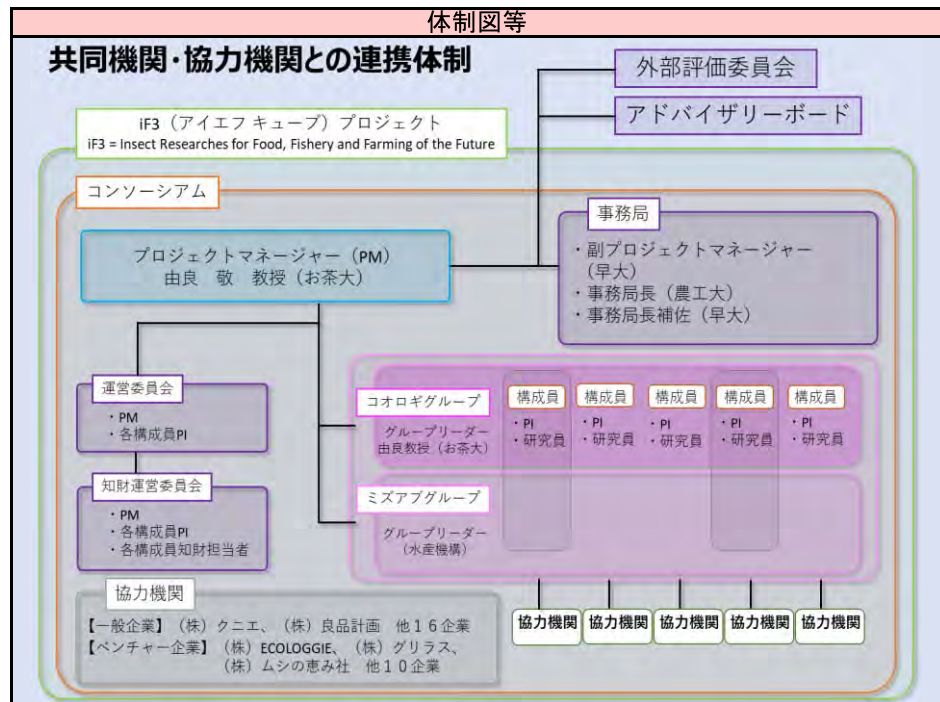 体制図等
共同機関・協力機関との連携体制
外部評価委員会
アドバイザリーボード
iF3（アイエフ キューブ）プロジェクト
iF3 = Insect Researches for Food, Fishery and Farming of the Future
コンソーシアム
プロジェクトマネージャー（PM）
由良　敬　教授（お茶大）
事務局
・副プロジェクトマネージャー
（早大）
・事務局長（農工大）
・事務局長補佐（早大）
運営委員会
・PM
・各構成員PI
知財運営委員会
・PM
・各構成員PI
・各構成員知財担当者
コオログループ
グループリーダー
由良教授（お茶大）
構成員
・PI
・研究員
構成員
・PI
・研究員
構成員
・PI
・研究員
構成員
・PI
・研究員
構成員
・PI
・研究員
ミズアブグループ
グループリーダー
（水産機構）
協力機関
協力機関
協力機関
協力機関
協力機関
協力機関
【一般企業】（株）クニエ、（株）良品計画　他１６企業
【ベンチャー企業】（株）ECOLOGGIE、（株）グリラス、
（株）ムシの恵み社　他１０企業